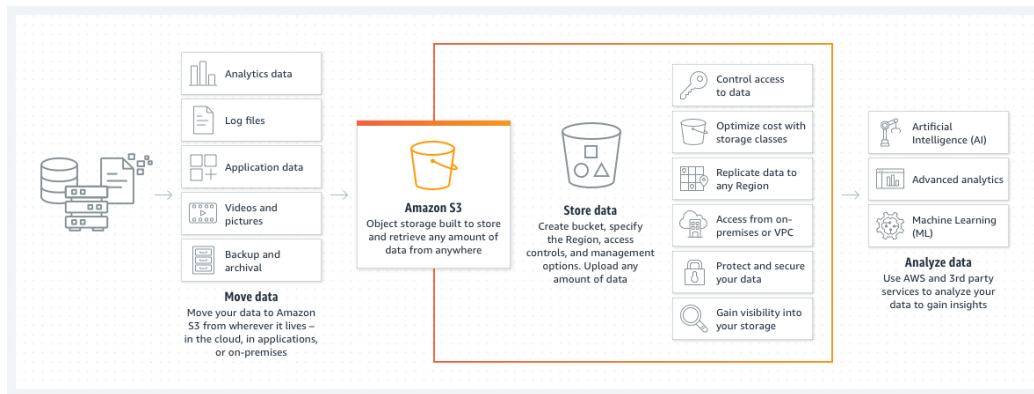 Analytics data
Log files
Application data
Videos and
pictures
Backup and
archival
Move data
Move your data to Amazon
S3 from wherever it lives –
in the cloud, in applications,
or on-premises
Amazon S3
Object storage built to store
and retrieve any amount of
data from anywhere
Store data
Create bucket, specify
the Region, access
controls, and management
options. Upload any
amount of data
Control access
to data
Optimize cost with
storage classes
Replicate data to
any Region
Access from on-
premises or VPC
Protect and secure
your data
Gain visibility into
your storage
Artificial
Intelligence (AI)
Advanced analytics
Machine Learning
(ML)
Analyze data
Use AWS and 3rd party
services to analyze your
data to gain insights